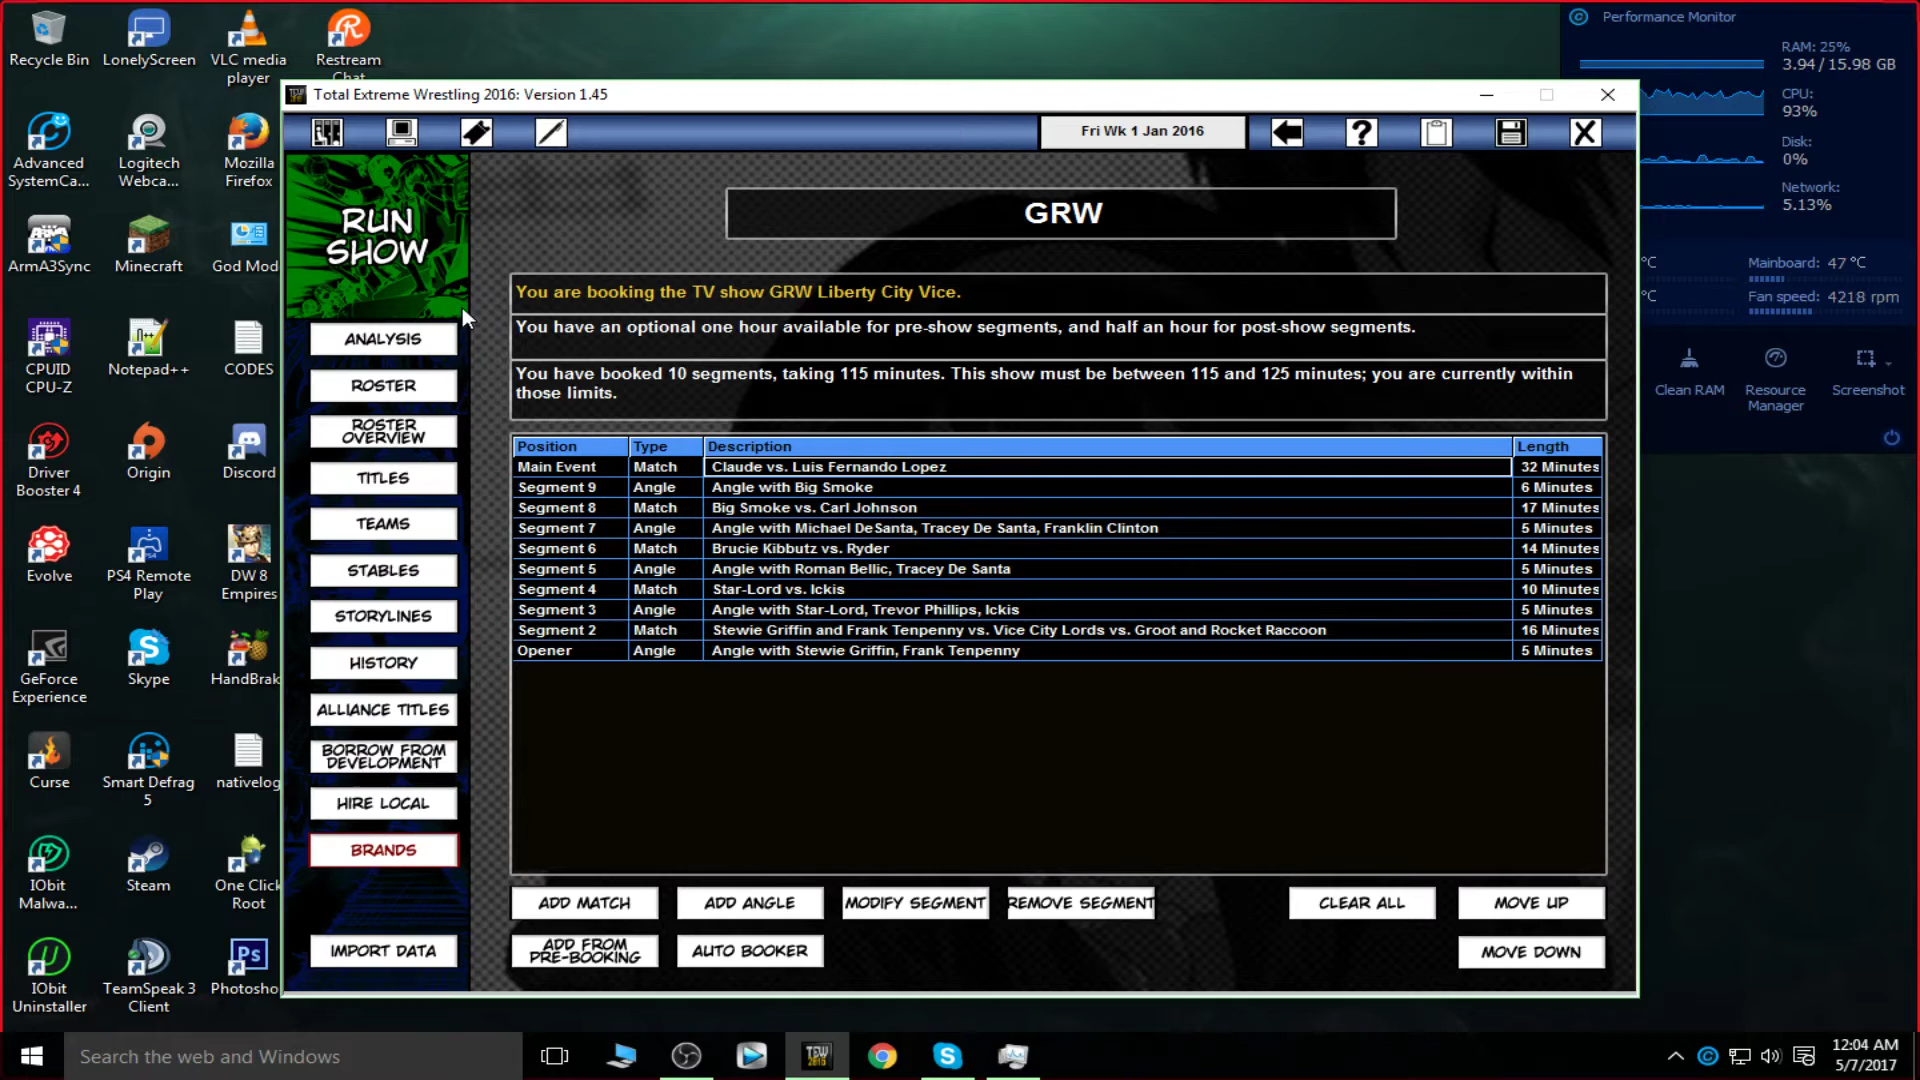 Recycle Bin
LonelyScreen
VLC media
player
Restream
Chat
Advanced
SystemCa...
Logitech
Webca...
Mozilla
Firefox
ArmA3Sync
Minecraft
God Mod
CPUID
CPU-Z
Notepad++
CODES
Driver
Booster 4
Origin
Discord
Evolve
PS4 Remote
Play
DW 8
Empires
GeForce
Experience
Skype
HandBrak
Curse
Smart Defrag
5
nativelog
IObit
Malwa...
Steam
One Click
Root
IObit
Uninstaller
TeamSpeak 3
Client
Photosho
Total Extreme Wrestling 2016: Version 1.45
Fri Wk 1 Jan 2016
RUN
SHOW
ANALYSIS
ROSTER
ROSTER
OVERVIEW
TITLES
TEAMS
STABLES
STORYLINES
HISTORY
ALLIANCE TITLES
BORROW FROM
DEVELOPMENT
HIRE LOCAL
BRANDS
IMPORT DATA
GRW
You are booking the TV show GRW Liberty City Vice.
You have an optional one hour available for pre-show segments, and half an hour for post-show segments.
You have booked 10 segments, taking 115 minutes. This show must be between 115 and 125 minutes; you are currently within
those limits.
Position Type Description Length
Main Event Match Claude vs. Luis Fernando Lopez 32 Minutes
Segment 9 Angle Angle with Big Smoke 6 Minutes
Segment 8 Match Big Smoke vs. Carl Johnson 17 Minutes
Segment 7 Angle Angle with Michael DeSanta, Tracey De Santa, Franklin Clinton 5 Minutes
Segment 6 Match Brucie Kibbutz vs. Ryder 14 Minutes
Segment 5 Angle Angle with Roman Bellic, Tracey De Santa 5 Minutes
Segment 4 Match Star-Lord vs. Ickis 10 Minutes
Segment 3 Angle Angle with Star-Lord, Trevor Phillips, Ickis 5 Minutes
Segment 2 Match Stewie Griffin and Frank Tenpenny vs. Vice City Lords vs. Groot and Rocket Raccoon 16 Minutes
Opener Angle Angle with Stewie Griffin, Frank Tenpenny 5 Minutes
ADD MATCH
ADD ANGLE
MODIFY SEGMENT
REMOVE SEGMENT
CLEAR ALL
MOVE UP
ADD FROM
PRE-BOOKING
AUTO BOOKER
MOVE DOWN
Performance Monitor
RAM: 25%
3.94 / 15.98 GB
CPU:
93%
Disk:
0%
Network:
5.13%
°C
Mainboard: 47 °C
°C
Fan speed: 4218 rpm
Clean RAM
Resource
Manager
Screenshot
Search the web and Windows
12:04 AM
5/7/2017